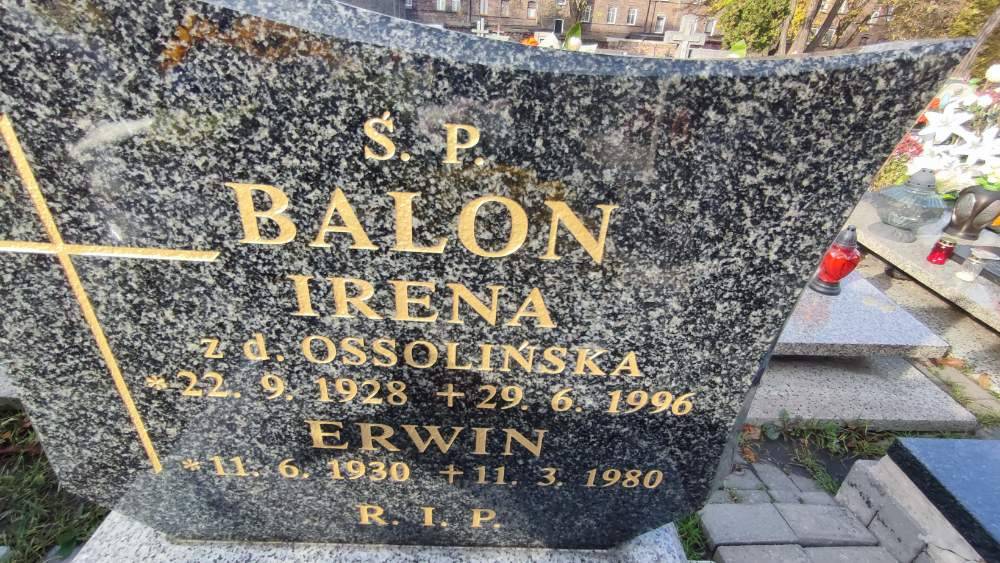 Ś. P.
BALON
IRENA
z d. OSSOLIŃSKA
*22. 9. 1928 +29. 6. 1996
ERWIN
*11. 6. 1930 +11. 3. 1980
R. I. P.